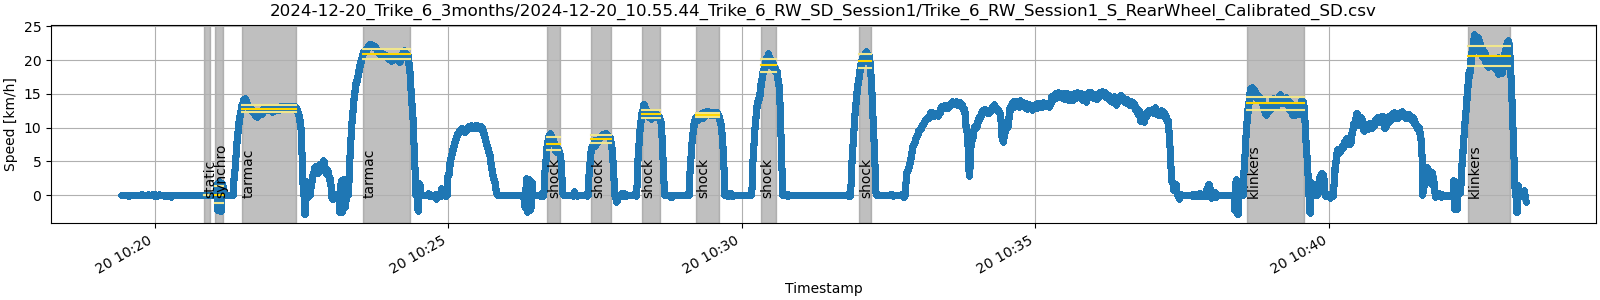 2024-12-20_Trike_6_3months/2024-12-20_10.55.44_Trike_6_RW_SD_Session1/Trike_6_RW_Session1_S_RearWheel_Calibrated_SD.csv
Speed [km/h]
25
20
15
10
5
0
static
synchro
tarmac
tarmac
shock
shock
shock
shock
shock
shock
klinkers
klinkers
20 10:20
20 10:25
20 10:30
20 10:35
20 10:40
Timestamp